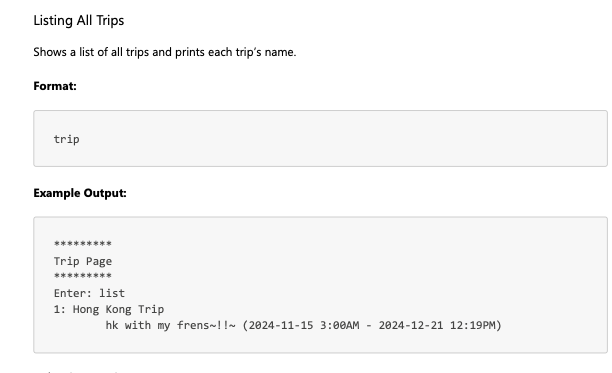 Listing All Trips
Shows a list of all trips and prints each trip's name.
Format:
trip
Example Output:
*********
Trip Page
*********
Enter: list
1: Hong Kong Trip
hk with my frens~!!~ (2024-11-15 3:00AM - 2024-12-21 12:19PM)